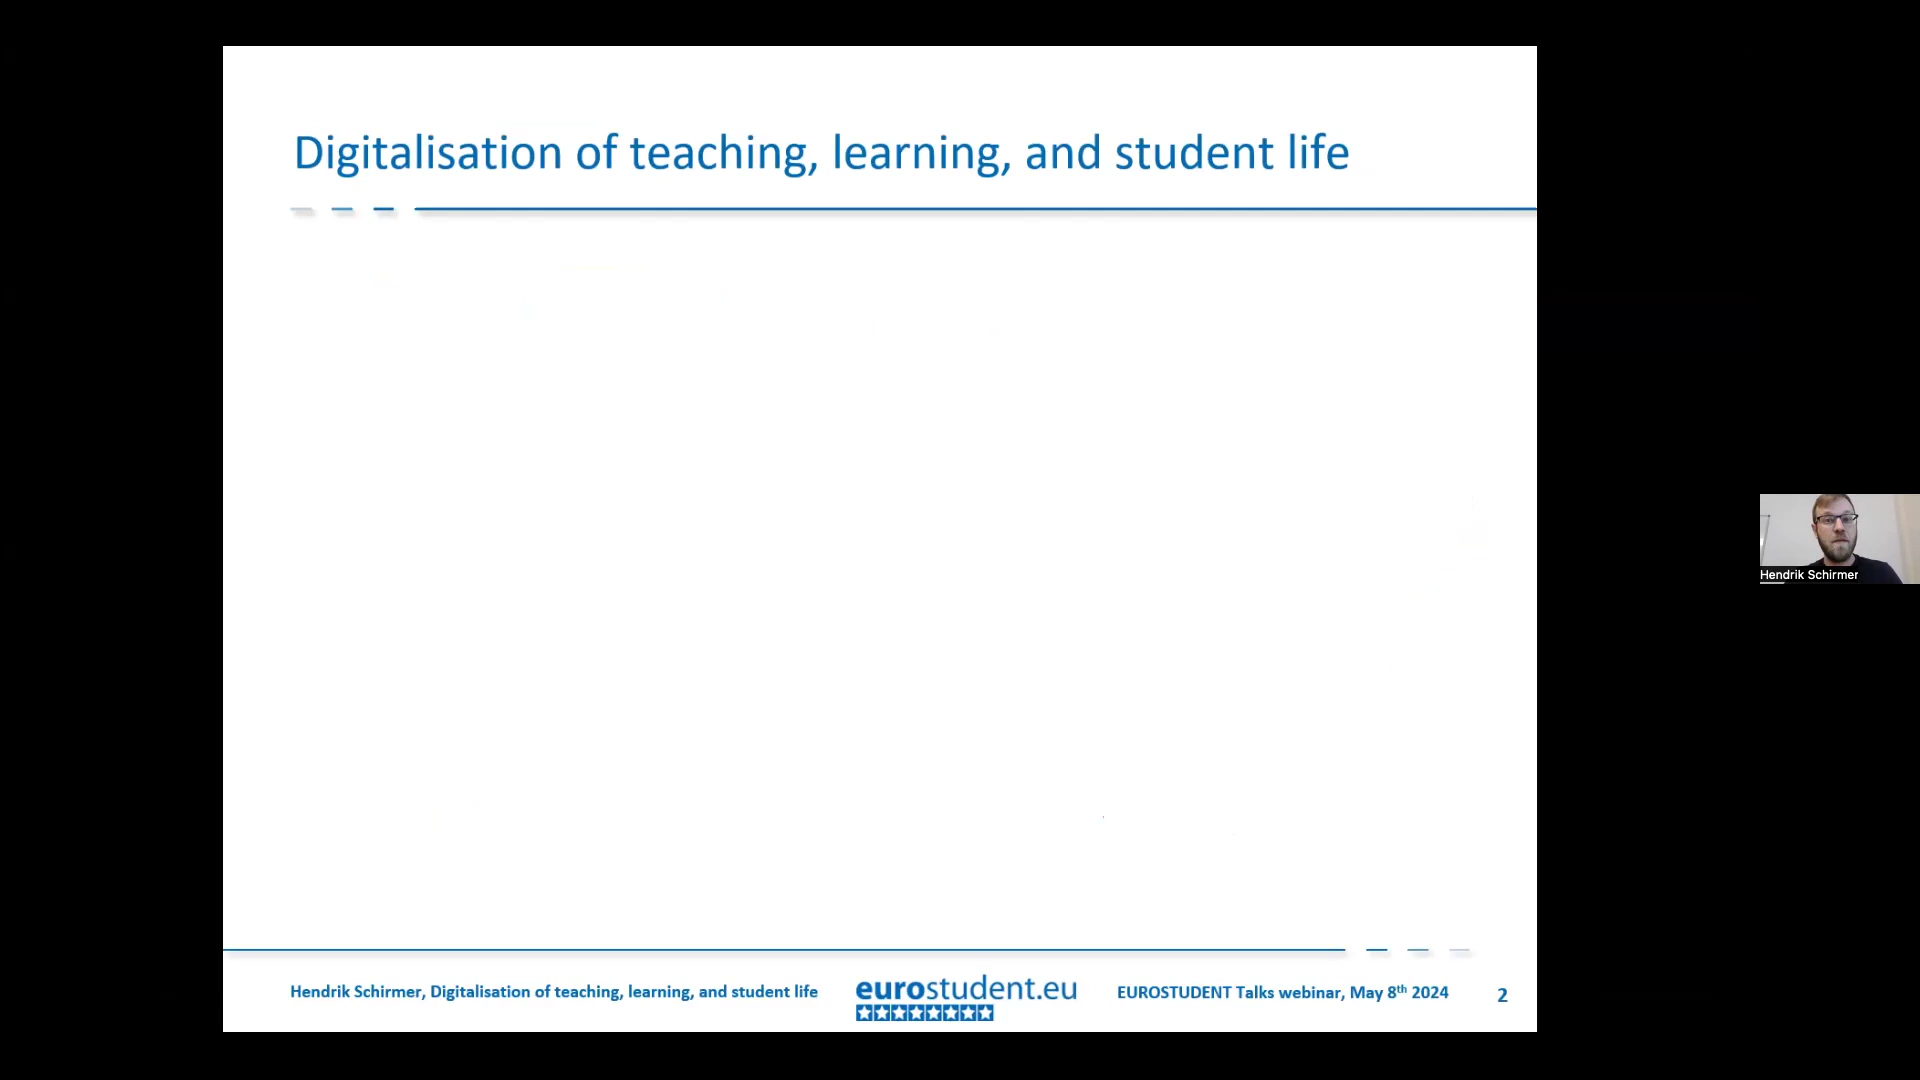 Digitalisation of teaching, learning, and student life
Hendrik Schirmer
Hendrik Schirmer, Digitalisation of teaching, learning, and student life
eurostudent.eu
EUROSTUDENT Talks webinar, May 8th 2024
2